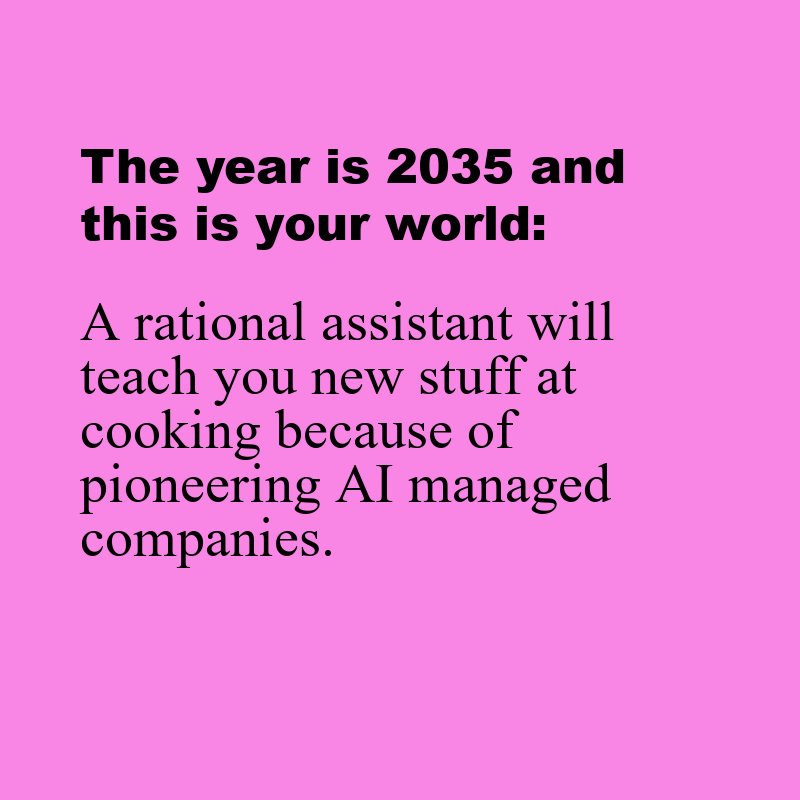 The year is 2035 and
this is your world:
A rational assistant will
teach you new stuff at
cooking because of
pioneering AI managed
companies.